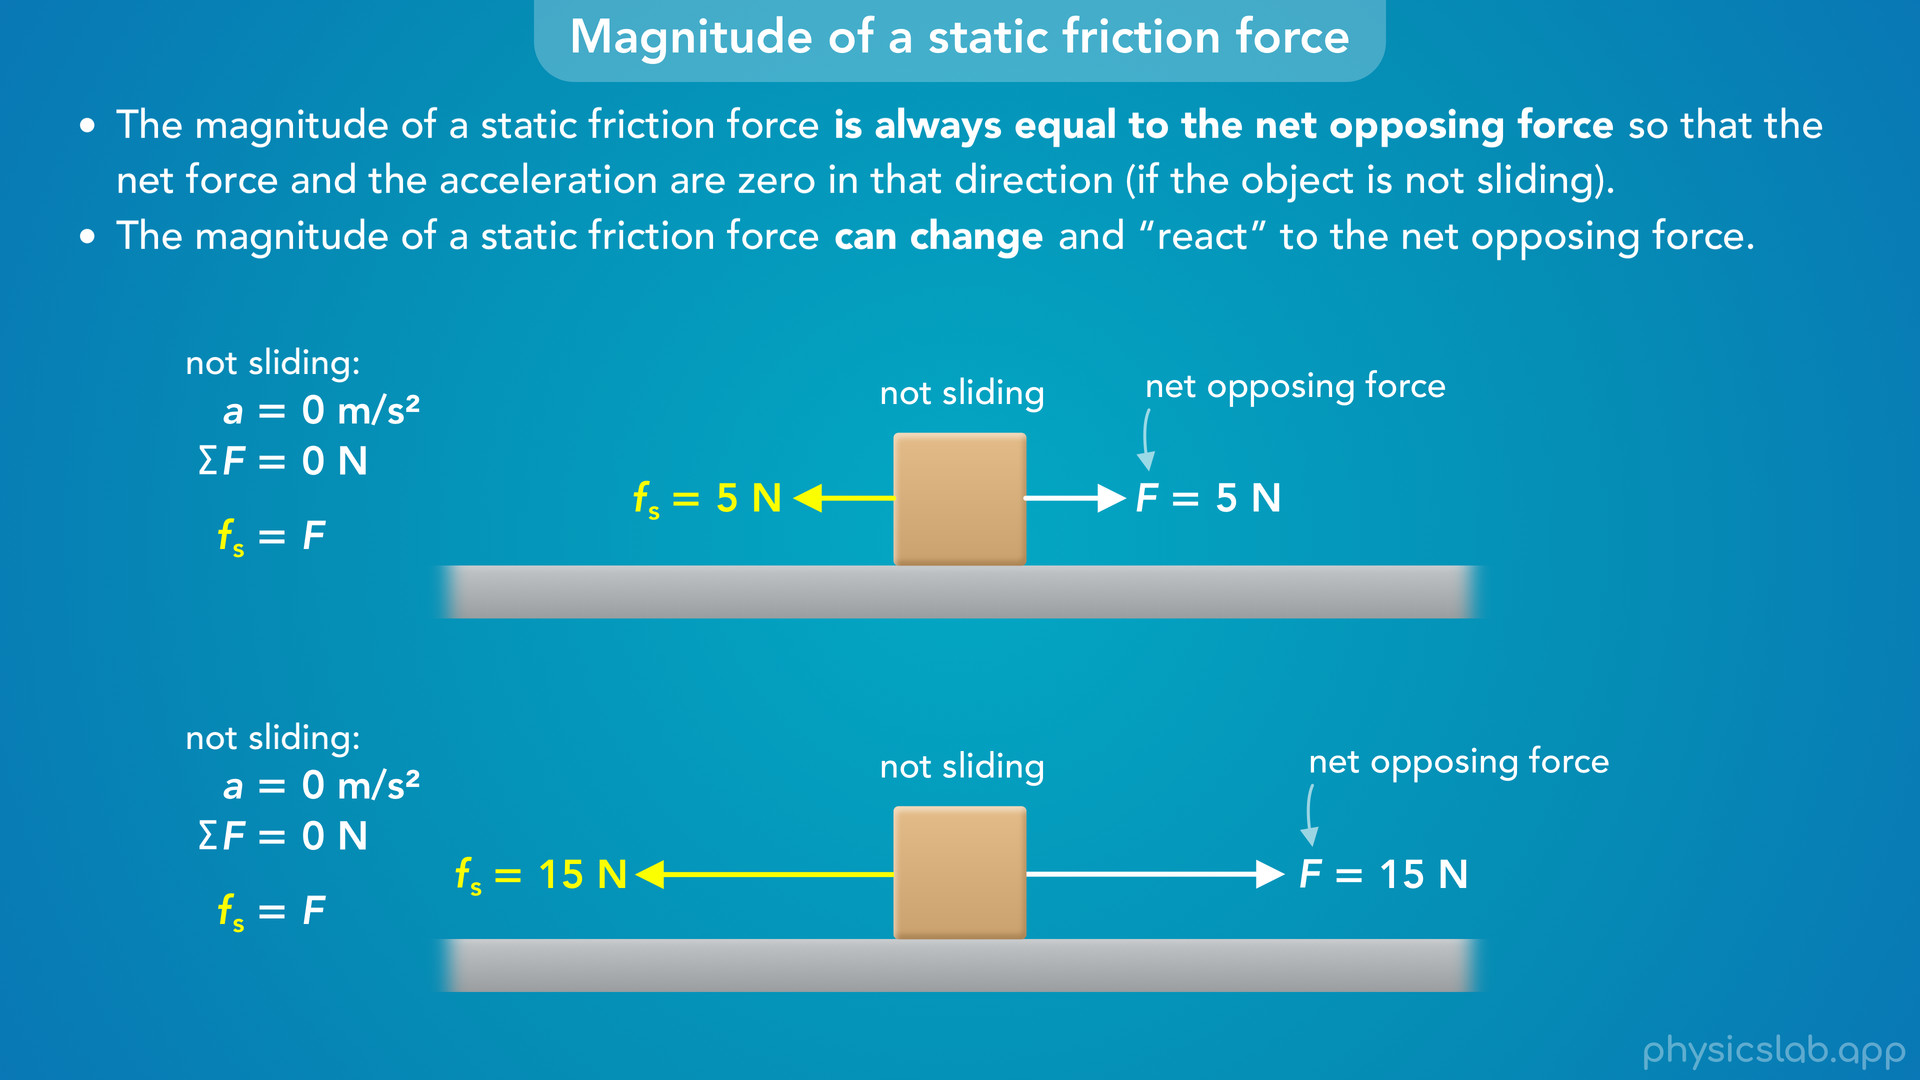 Magnitude of a static friction force
• The magnitude of a static friction force is always equal to the net opposing force so that the
net force and the acceleration are zero in that direction (if the object is not sliding).
• The magnitude of a static friction force can change and “react” to the net opposing force.
not sliding:
a = 0 m/s²
ΣF = 0 N
fs = F
not sliding
net opposing force
fs = 5 N
F = 5 N
not sliding:
a = 0 m/s²
ΣF = 0 N
fs = F
not sliding
net opposing force
fs = 15 N
F = 15 N
physicslab.app